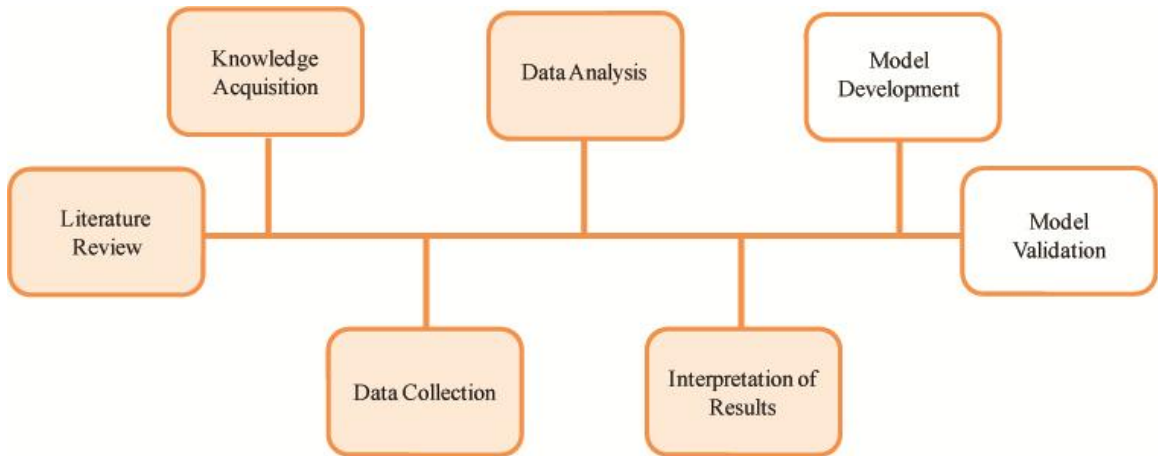 Knowledge
Acquisition
Data Analysis
Model
Development
Literature
Review
Model
Validation
Data Collection
Interpretation of
Results